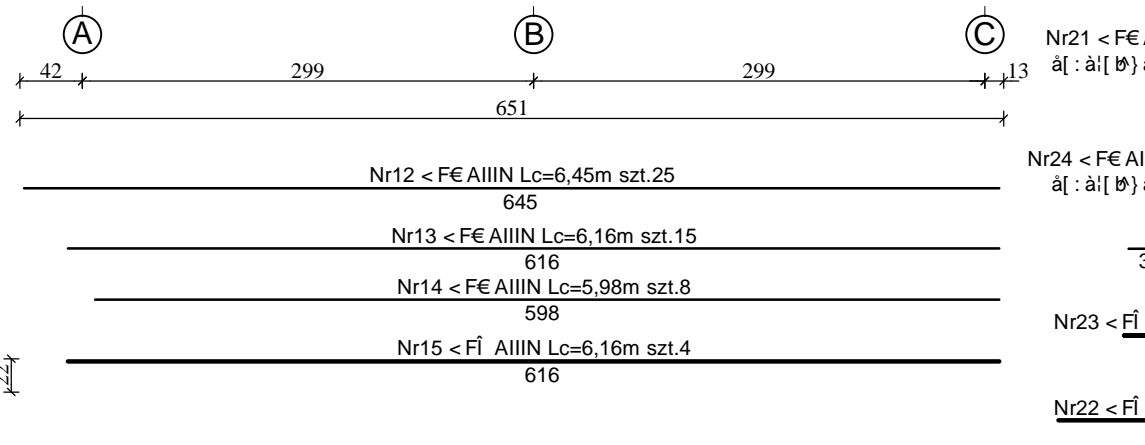 A B C
Nr21 < F€ A
42 299 299 13
å[ : à¦[ b^} a
651
Nr24 < F€ AI
å[ : à¦[ b^} a
Nr12 < F€ AIIIN Lc=6,45m szt.25
645
Nr13 < F€ AIIIN Lc=6,16m szt.15
616
3
Nr14 < F€ AIIIN Lc=5,98m szt.8
598
Nr23 < FÎ
Nr15 < FÎ AIIIN Lc=6,16m szt.4
616
22
Nr22 < FÎ